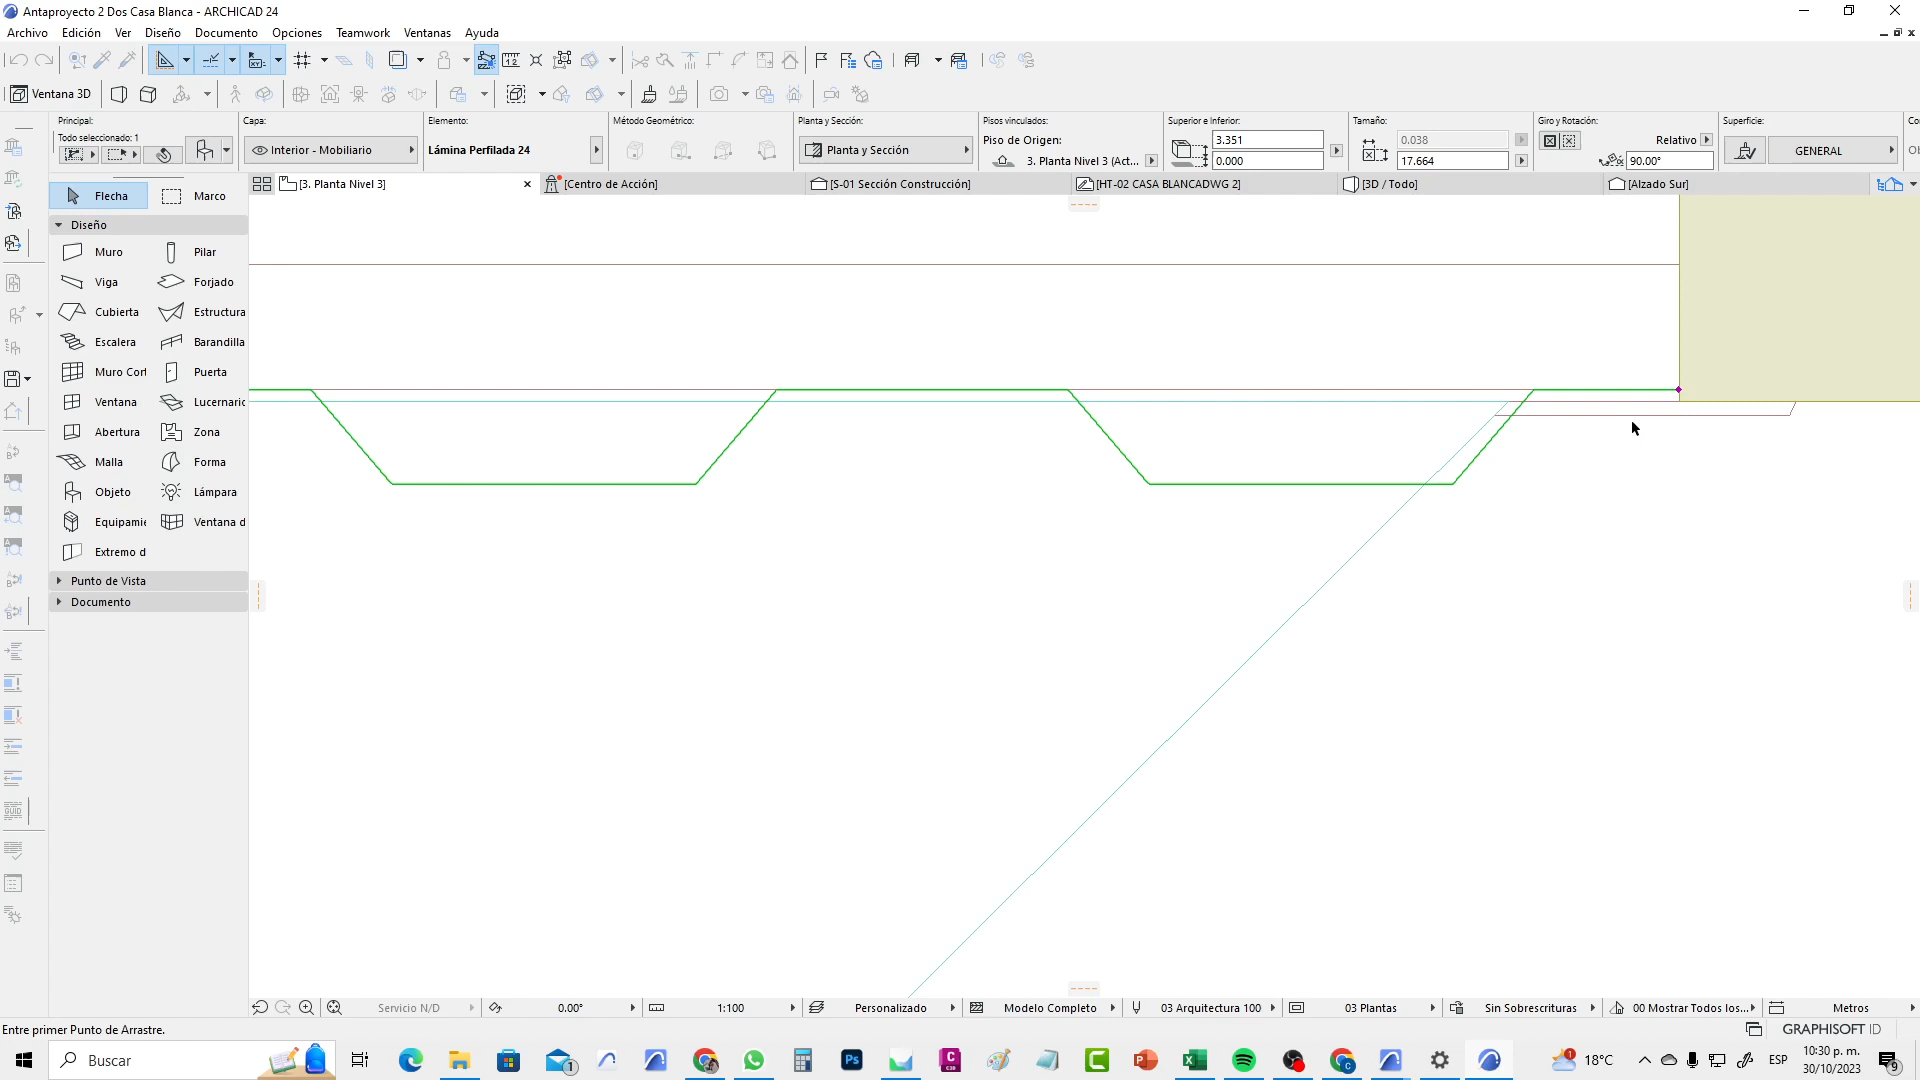 Antaproyecto 2 Dos Casa Blanca - ARCHICAD 24
Archivo Edición Ver Diseño Documento Opciones Teamwork Ventanas Ayuda
Ventana 3D
Principal: Capa: Elemento: Método Geométrico: Planta y Sección: Pisos vinculados: Superior e Inferior: Tamaño: Giro y Rotación: Superficie:
Todo seleccionado: 1
Interior - Mobiliario
Lámina Perfilada 24
Planta y Sección
Piso de Origen:
3. Planta Nivel 3 (Act...
3.351
0.000
0.038
17.664
Relativo
90.00°
GENERAL
[3. Planta Nivel 3] [Centro de Acción] [S-01 Sección Construcción] [HT-02 CASA BLANCADWG 2] [3D / Todo] [Alzado Sur]
Flecha Marco
Diseño
Muro Pilar
Viga Forjado
Cubierta Estructura
Escalera Barandilla
Muro Cort Puerta
Ventana Lucernario
Abertura Zona
Malla Forma
Objeto Lámpara
Equipamie Ventana d
Extremo d
Punto de Vista
Documento
Servicio N/D 0.00° 1:100 Personalizado Modelo Completo 03 Arquitectura 100 03 Plantas Sin Sobrescrituras 00 Mostrar Todos los... Metros
Entre primer Punto de Arrastre.
GRAPHISOFT ID
Buscar
18°C
ESP
10:30 p. m.
30/10/2023